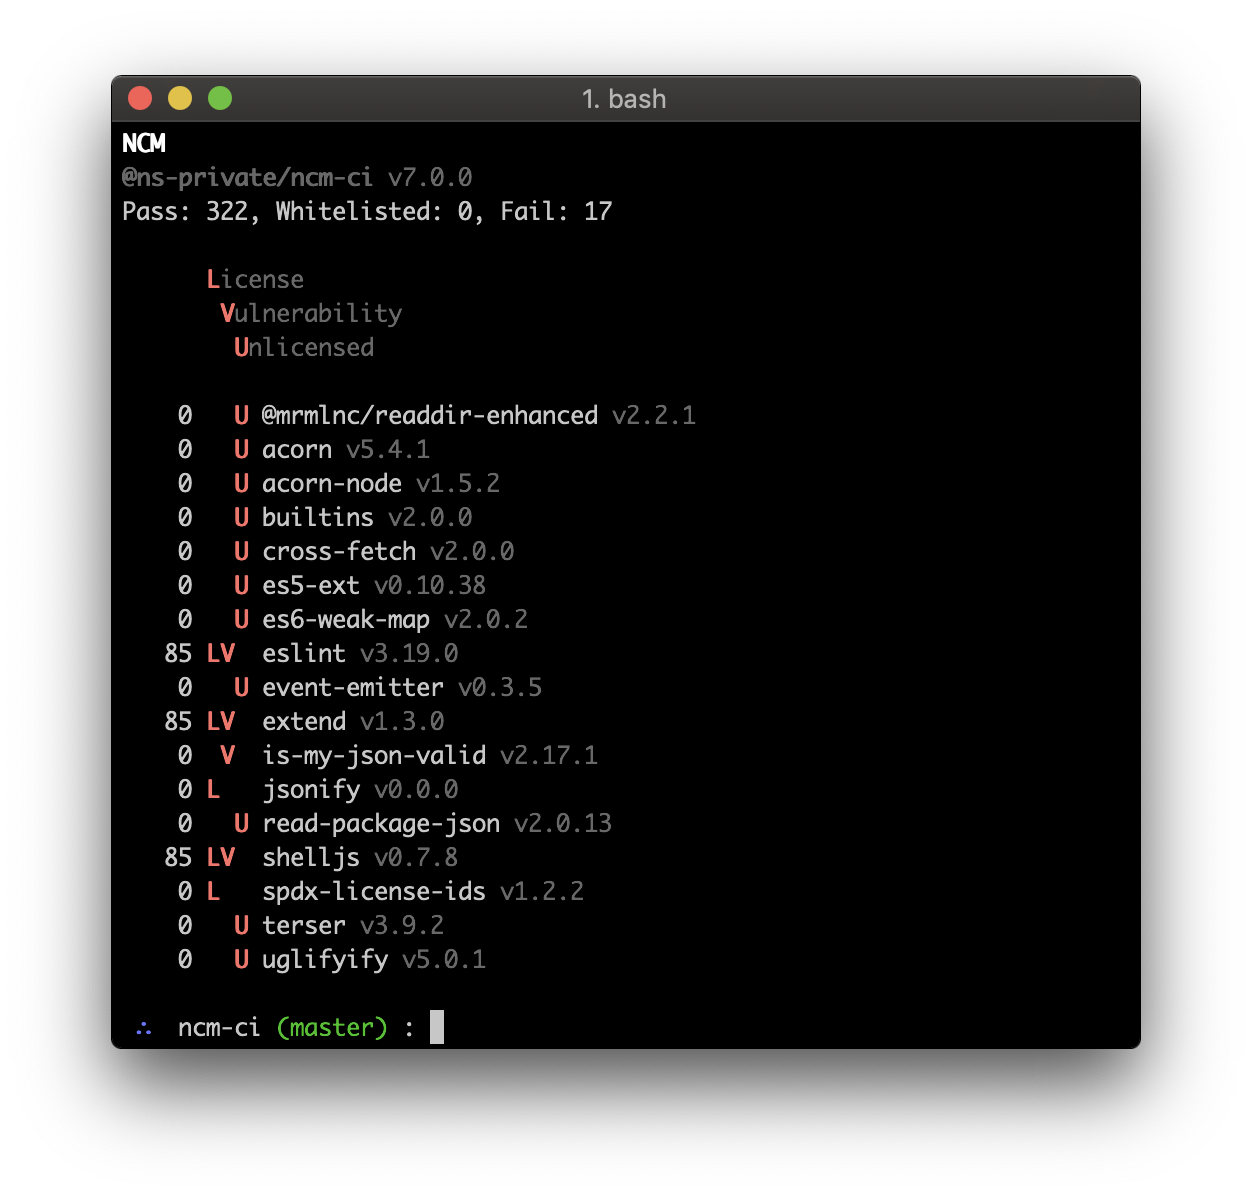 1. bash
NCM
@ns-private/ncm-ci v7.0.0
Pass: 322, Whitelisted: 0, Fail: 17
License
Vulnerability
Unlicensed
0 U @mrmlnc/readdir-enhanced v2.2.1
0 U acorn v5.4.1
0 U acorn-node v1.5.2
0 U builtins v2.0.0
0 U cross-fetch v2.0.0
0 U es5-ext v0.10.38
0 U es6-weak-map v2.0.2
85 LV eslint v3.19.0
0 U event-emitter v0.3.5
85 LV extend v1.3.0
0 V is-my-json-valid v2.17.1
0 L jsonify v0.0.0
0 U read-package-json v2.0.13
85 LV shelljs v0.7.8
0 L spdx-license-ids v1.2.2
0 U terser v3.9.2
0 U uglifyify v5.0.1
∴ ncm-ci (master) :